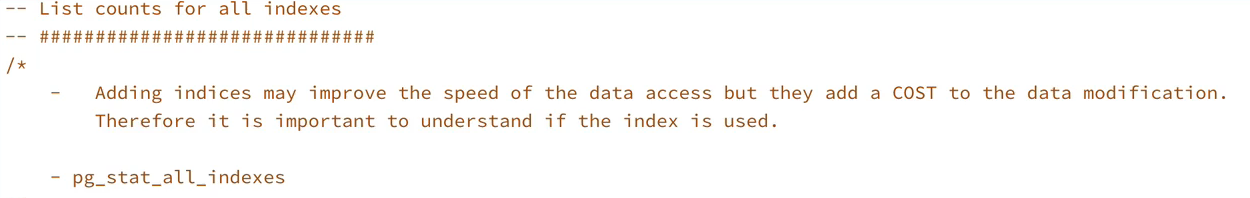 -- List counts for all indexes
-- ##############################
/*
- Adding indices may improve the speed of the data access but they add a COST to the data modification.
Therefore it is important to understand if the index is used.
- pg_stat_all_indexes